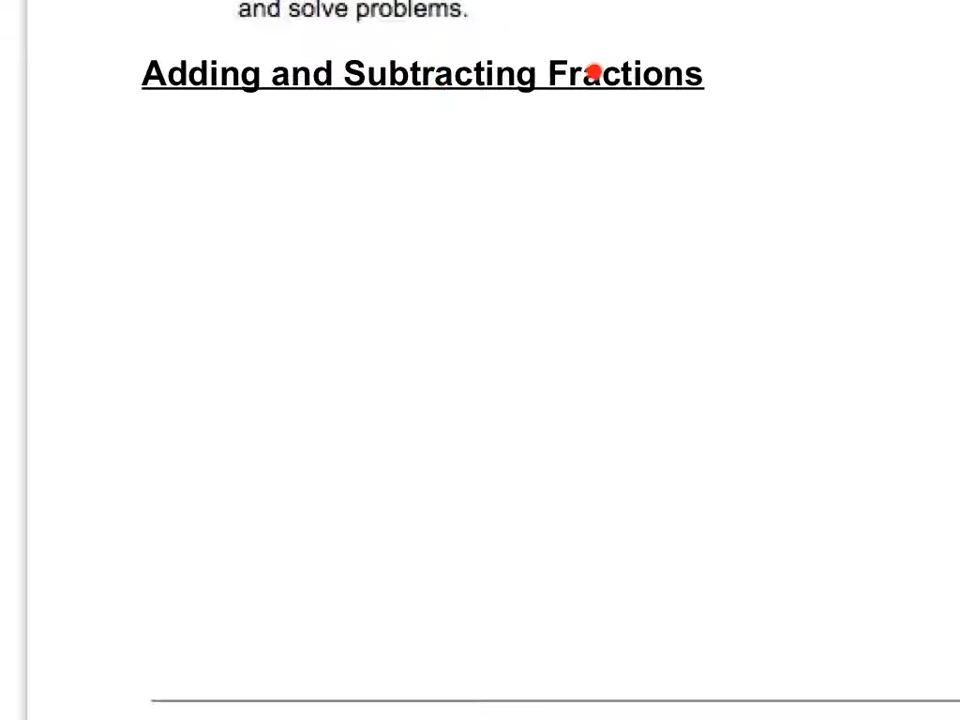 and solve problems.
Adding and Subtracting Fractions